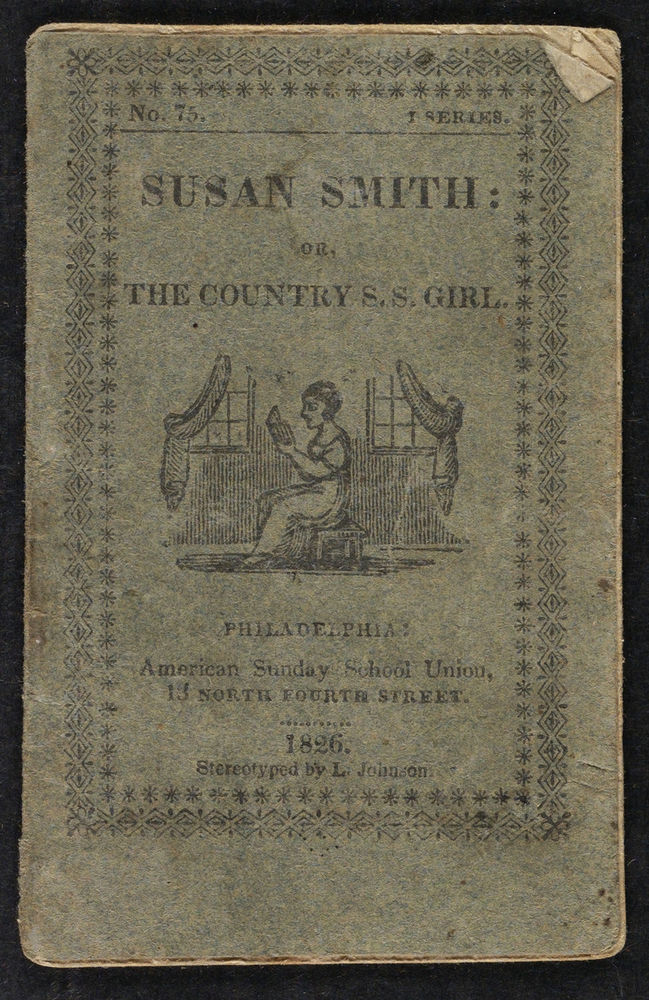 No. 75. I SERIES.
SUSAN SMITH:
OR,
THE COUNTRY S. S. GIRL.
PHILADELPHIA:
American Sunday School Union,
13 NORTH FOURTH STREET.
1826.
Stereotyped by L. Johnson.